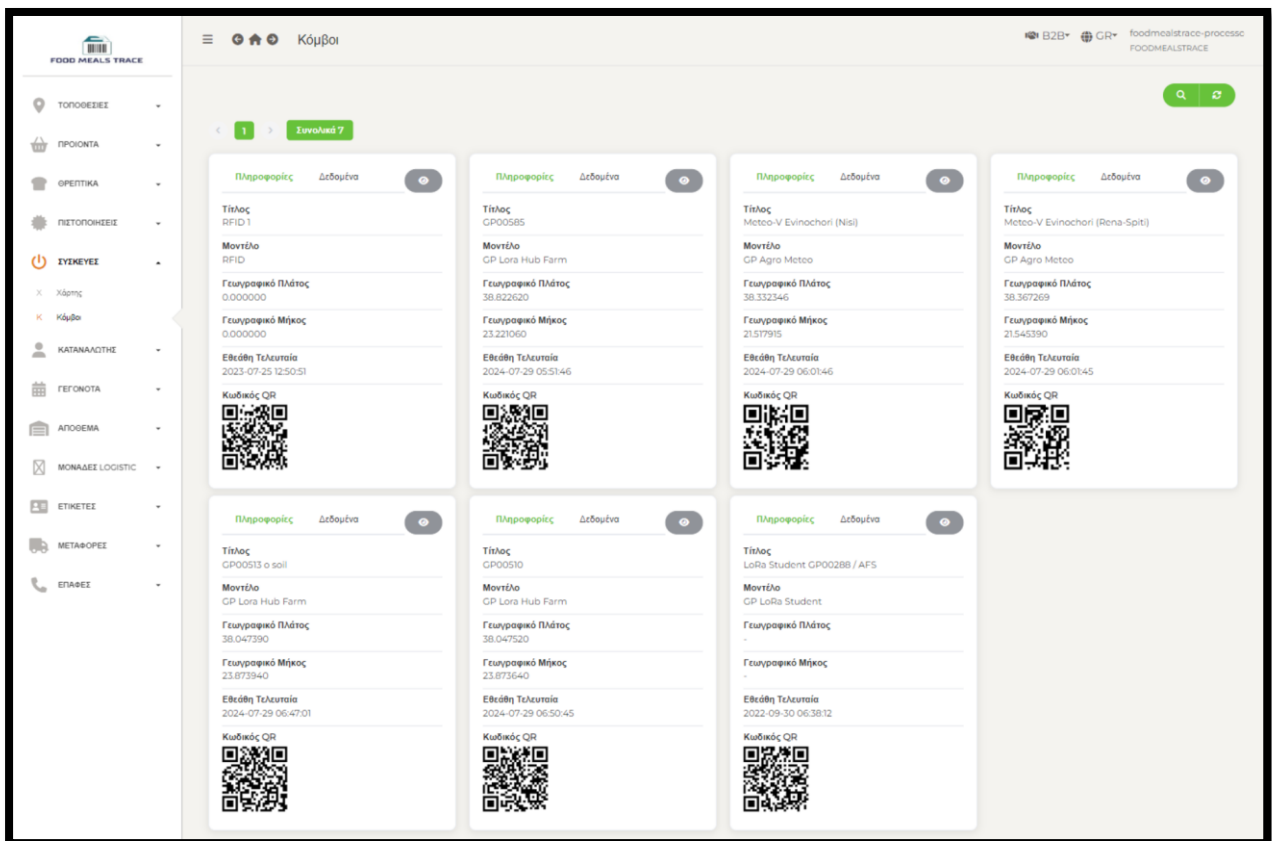 FOOD MEALS TRACE
Κόμβοι
B2B
GR
foodmealstrace-processo
FOODMEALSTRACE
ΤΟΠΟΘΕΣΙΕΣ
ΠΡΟΙΟΝΤΑ
ΘΡΕΠΤΙΚΑ
ΠΙΣΤΟΠΟΙΗΣΕΙΣ
ΣΥΣΚΕΥΕΣ
Χ Χάρτης
Κ Κόμβοι
ΚΑΤΑΝΑΛΩΤΗΣ
ΓΕΓΟΝΟΤΑ
ΑΠΟΘΕΜΑ
ΜΟΝΑΔΕΣ LOGISTIC
ΕΤΙΚΕΤΕΣ
ΜΕΤΑΦΟΡΕΣ
ΕΠΑΦΕΣ
< 1 > Συνολικά 7
Πληροφορίες Δεδομένα
Τίτλος
RFID 1
Μοντέλο
RFID
Γεωγραφικό Πλάτος
0.000000
Γεωγραφικό Μήκος
0.000000
Εθεάθη Τελευταία
2023-07-25 12:50:51
Κωδικός QR
Πληροφορίες Δεδομένα
Τίτλος
GP00585
Μοντέλο
GP Lora Hub Farm
Γεωγραφικό Πλάτος
38.822620
Γεωγραφικό Μήκος
23.221060
Εθεάθη Τελευταία
2024-07-29 05:51:46
Κωδικός QR
Πληροφορίες Δεδομένα
Τίτλος
Meteo-V Evinochori (Nisi)
Μοντέλο
GP Agro Meteo
Γεωγραφικό Πλάτος
38.332346
Γεωγραφικό Μήκος
21.517915
Εθεάθη Τελευταία
2024-07-29 06:01:46
Κωδικός QR
Πληροφορίες Δεδομένα
Τίτλος
Meteo-V Evinochori (Rena-Spiti)
Μοντέλο
GP Agro Meteo
Γεωγραφικό Πλάτος
38.367269
Γεωγραφικό Μήκος
21.545390
Εθεάθη Τελευταία
2024-07-29 06:01:45
Κωδικός QR
Πληροφορίες Δεδομένα
Τίτλος
GP00513 o soil
Μοντέλο
GP Lora Hub Farm
Γεωγραφικό Πλάτος
38.047390
Γεωγραφικό Μήκος
23.873940
Εθεάθη Τελευταία
2024-07-29 06:47:01
Κωδικός QR
Πληροφορίες Δεδομένα
Τίτλος
GP00510
Μοντέλο
GP Lora Hub Farm
Γεωγραφικό Πλάτος
38.047520
Γεωγραφικό Μήκος
23.873640
Εθεάθη Τελευταία
2024-07-29 06:50:45
Κωδικός QR
Πληροφορίες Δεδομένα
Τίτλος
LoRa Student GP00288 / AFS
Μοντέλο
GP LoRa Student
Γεωγραφικό Πλάτος
-
Γεωγραφικό Μήκος
-
Εθεάθη Τελευταία
2022-09-30 06:38:12
Κωδικός QR